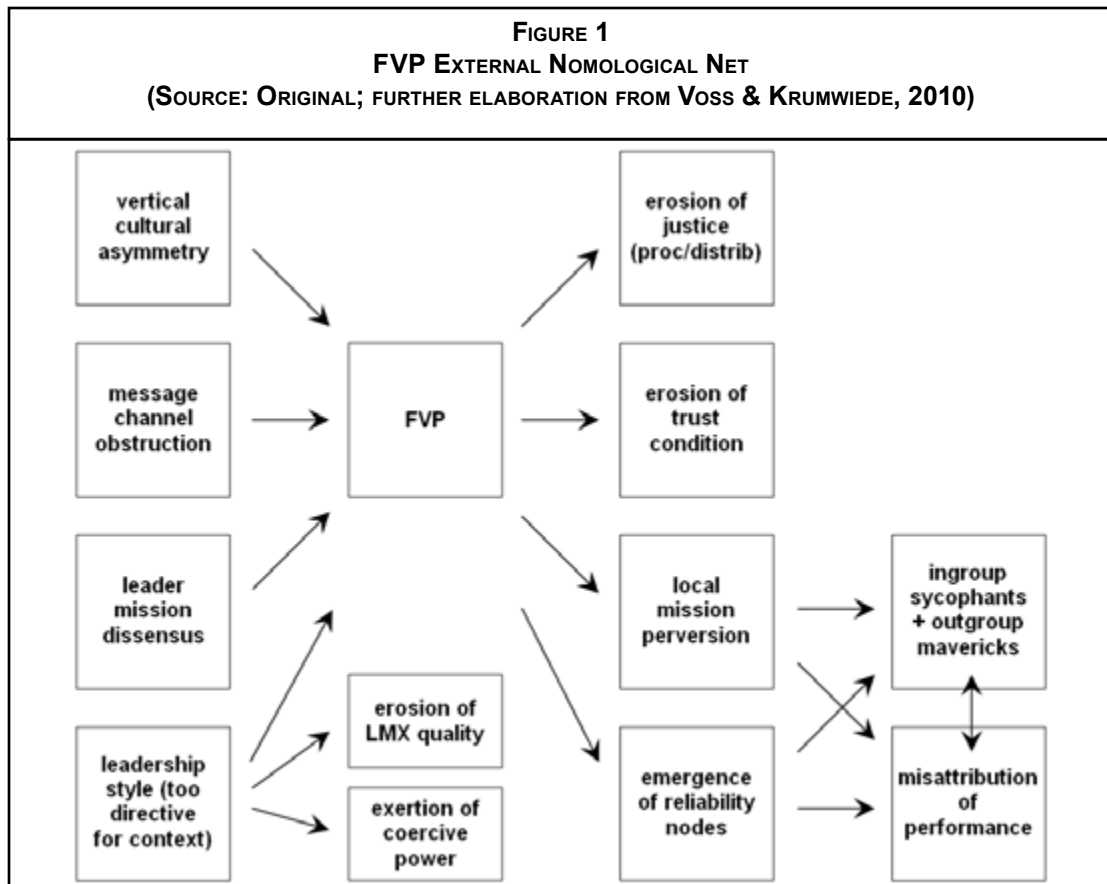 FIGURE 1
FVP EXTERNAL NOMOLOGICAL NET
(SOURCE: ORIGINAL; FURTHER ELABORATION FROM VOSS & KRUMWIEDE, 2010)
vertical
cultural
asymmetry
erosion of
justice
(proc/distrib)
message
channel
obstruction
FVP
erosion of
trust
condition
leader
mission
dissensus
local
mission
perversion
ingroup
sycophants
+ outgroup
mavericks
leadership
style (too
directive
for context)
erosion of
LMX quality
exertion of
coercive
power
emergence
of reliability
nodes
misattribution
of
performance